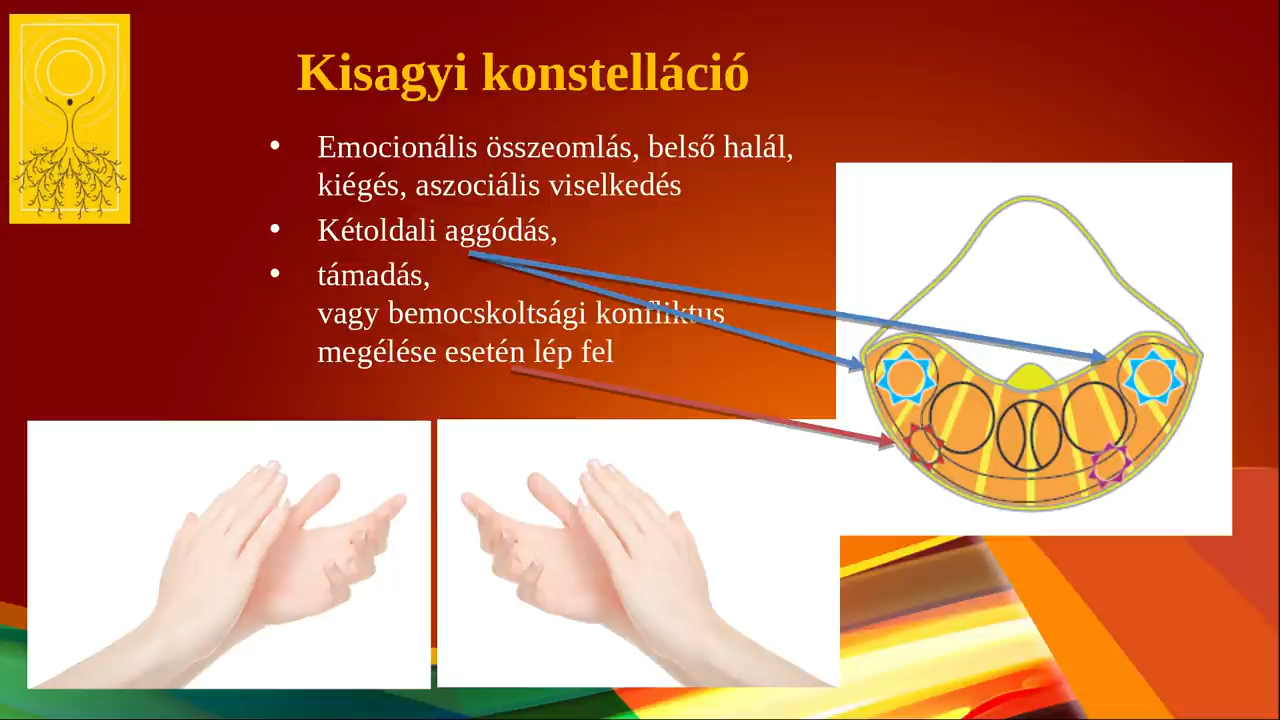 Kisagyi konstelláció
• Emocionális összeomlás, belső halál,
kiégés, aszociális viselkedés
• Kétoldali aggódás,
• támadás,
vagy bemocskoltsági konfliktus
megélése esetén lép fel